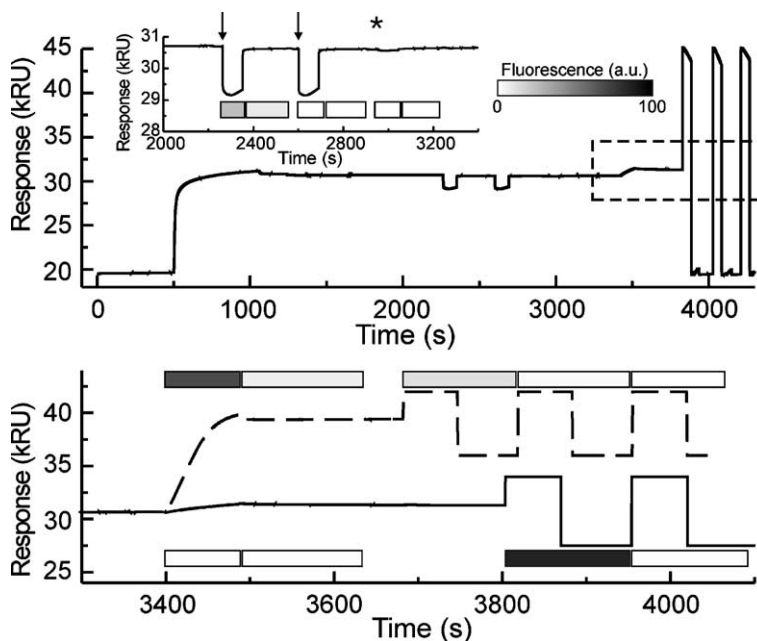 45
40
35
30
25
20
Response (kRU)
0 1000 2000 3000 4000
Time (s)
31
30
29
28
Response (kRU)
2000 2400 2800 3200
Time (s)
*
Fluorescence (a.u.)
0 100
40
35
30
25
Response (kRU)
3400 3600 3800 4000
Time (s)